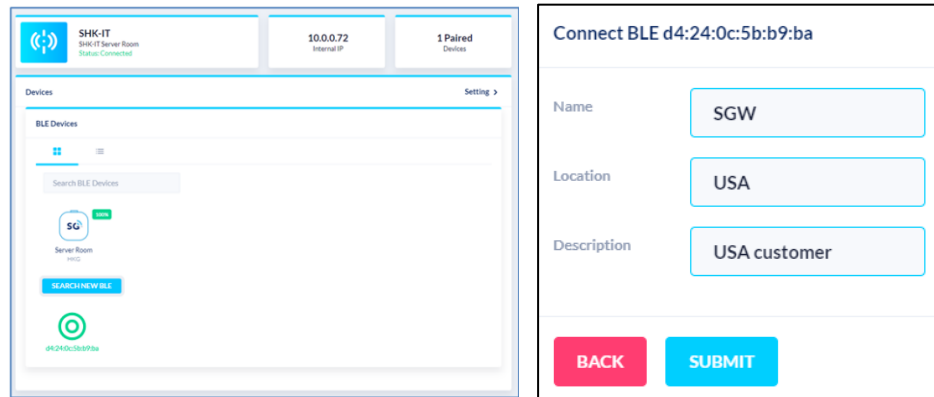 SHK-IT
SHK-IT Server Room
Status: Connected
10.0.0.72
Internal IP
1 Paired
Devices
Devices
Setting >
BLE Devices
Search BLE Devices
100%
SG
Server Room
HKG
SEARCH NEW BLE
d4:24:0c:5b:b9:ba
Connect BLE d4:24:0c:5b:b9:ba
Name
SGW
Location
USA
Description
USA customer
BACK
SUBMIT